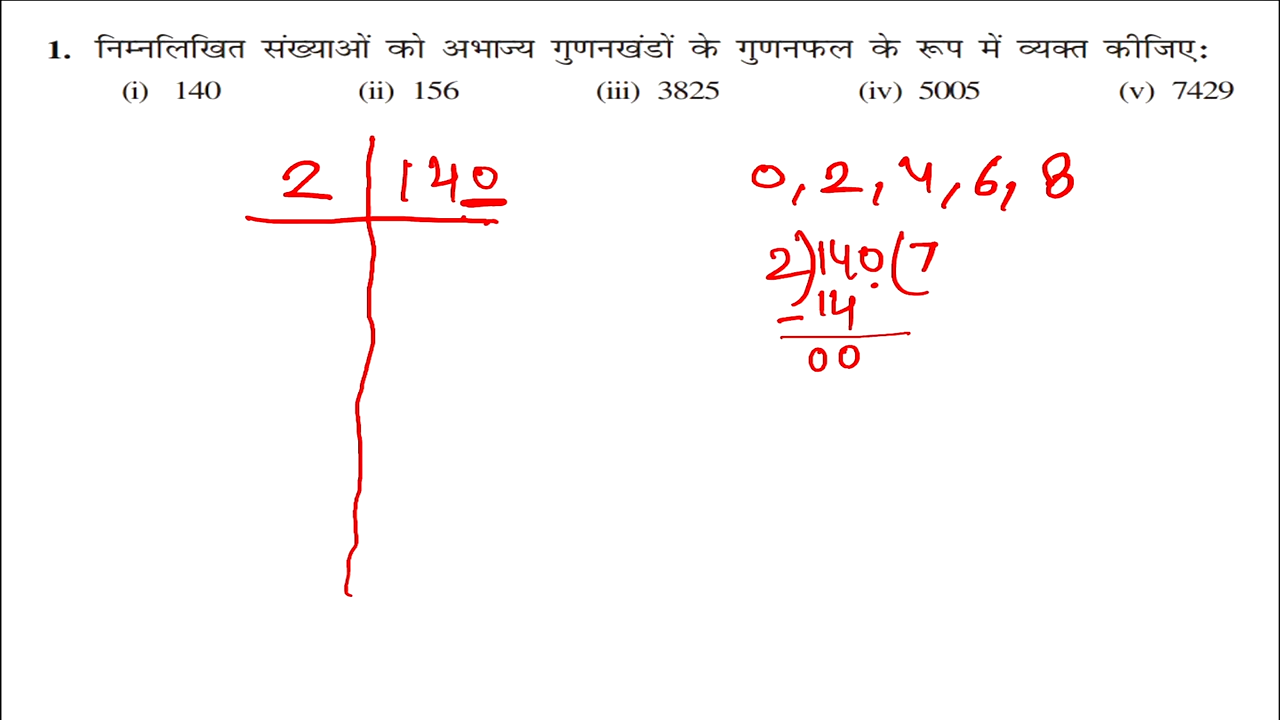 1. निम्नलिखित संख्याओं को अभाज्य गुणनखंडों के गुणनफल के रूप में व्यक्त कीजिए:
(i) 140 (ii) 156 (iii) 3825 (iv) 5005 (v) 7429
2 | 140
0, 2, 4, 6, 8
2)140(7
-14
00